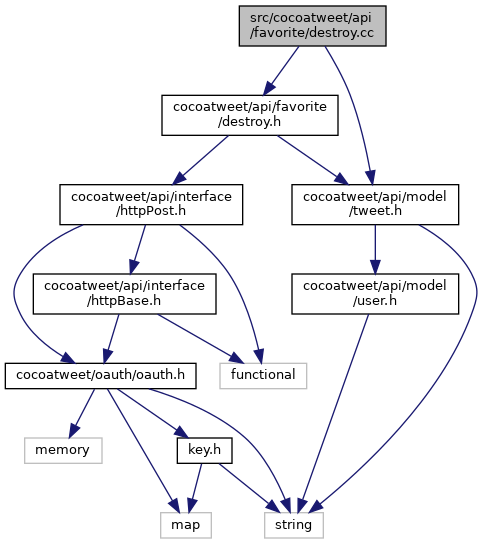 src/cocoatweet/api
/favorite/destroy.cc
cocoatweet/api/favorite
/destroy.h
cocoatweet/api/interface
/httpPost.h
cocoatweet/api/model
/tweet.h
cocoatweet/api/interface
/httpBase.h
cocoatweet/api/model
/user.h
cocoatweet/oauth/oauth.h
functional
memory
key.h
map
string